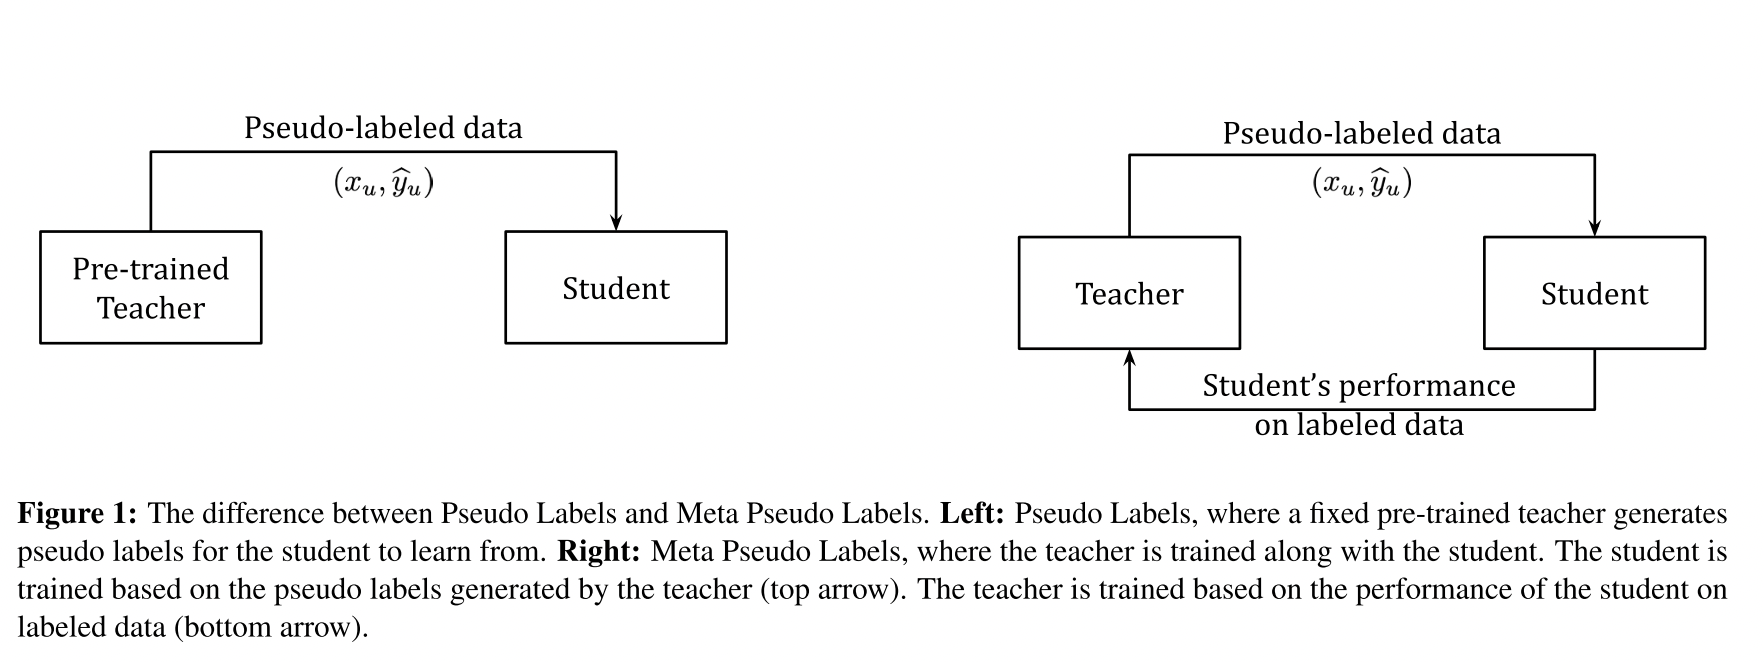 Pseudo-labeled data
(x_u, ŷ_u)
Pre-trained
Teacher
Student
Pseudo-labeled data
(x_u, ŷ_u)
Teacher
Student
Student’s performance
on labeled data
Figure 1: The difference between Pseudo Labels and Meta Pseudo Labels. Left: Pseudo Labels, where a fixed pre-trained teacher generates
pseudo labels for the student to learn from. Right: Meta Pseudo Labels, where the teacher is trained along with the student. The student is
trained based on the pseudo labels generated by the teacher (top arrow). The teacher is trained based on the performance of the student on
labeled data (bottom arrow).